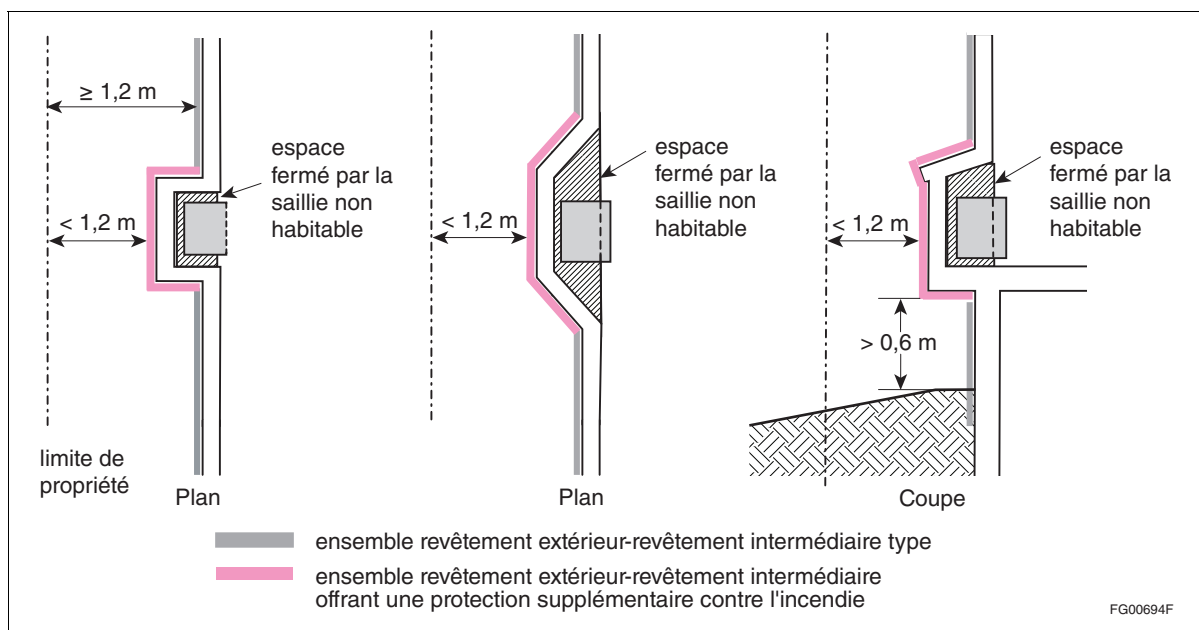 ≥ 1,2 m
espace
fermé par la
saillie non
habitable
< 1,2 m
limite de
propriété
Plan
espace
fermé par la
saillie non
habitable
< 1,2 m
Plan
espace
fermé par la
saillie non
habitable
< 1,2 m
> 0,6 m
Coupe
ensemble revêtement extérieur-revêtement intermédiaire type
ensemble revêtement extérieur-revêtement intermédiaire
offrant une protection supplémentaire contre l'incendie
FG00694F